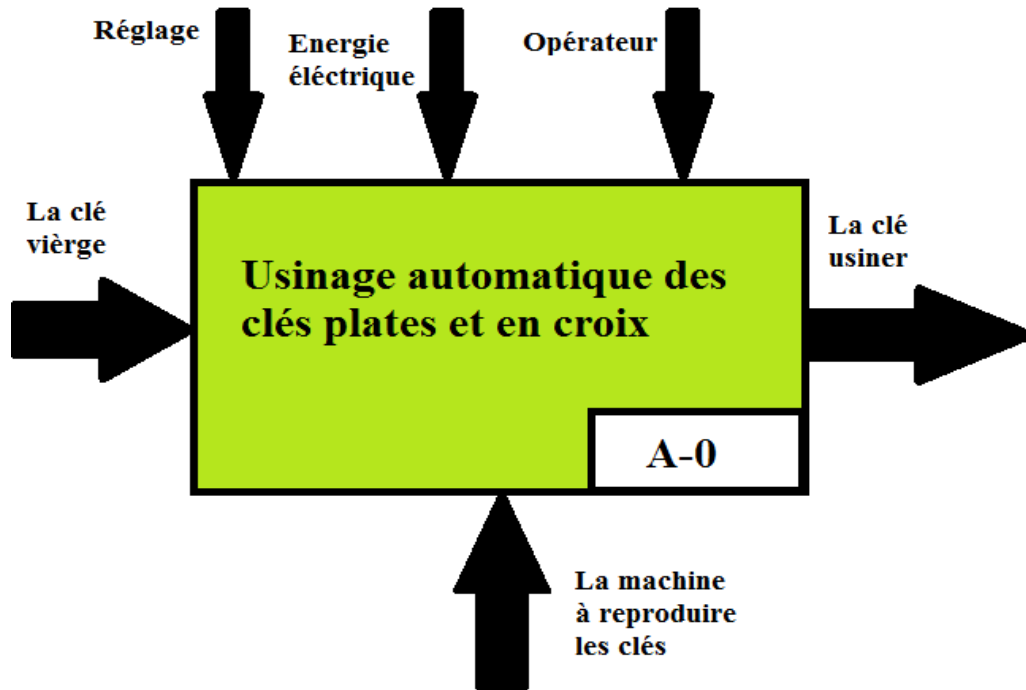 Réglage
Energie
éléctrique
Opérateur
La clé
vièrge
Usinage automatique des
clés plates et en croix
La clé
usiner
A-0
La machine
à reproduire
les clés